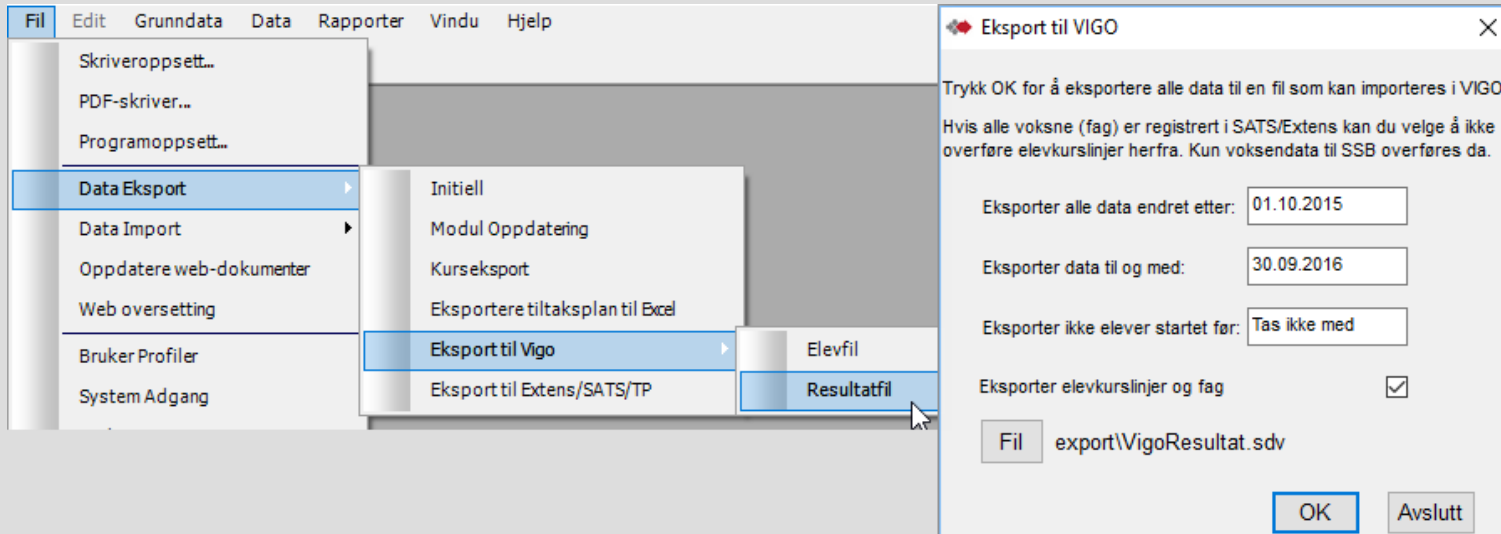 Fil Edit Grunndata Data Rapporter Vindu Hjelp
Skriveroppsett...
PDF-skriver...
Programoppsett...
Data Eksport
Data Import
Oppdatere web-dokumenter
Web oversetting
Bruker Profiler
System Adgang
Initiell
Modul Oppdatering
Kurseksport
Eksportere tiltaksplan til Excel
Eksport til Vigo
Eksport til Extens/SATS/TP
Elevfil
Resultatfil
Eksport til VIGO
Trykk OK for å eksportere alle data til en fil som kan importeres i VIGO
Hvis alle voksne (fag) er registrert i SATS/Extens kan du velge å ikke
overføre elevkurslinjer herfra. Kun voksendata til SSB overføres da.
Eksporter alle data endret etter: 01.10.2015
Eksporter data til og med: 30.09.2016
Eksporter ikke elever startet før: Tas ikke med
Eksporter elevkurslinjer og fag
Fil export\VigoResultat.sdv
OK Avslutt